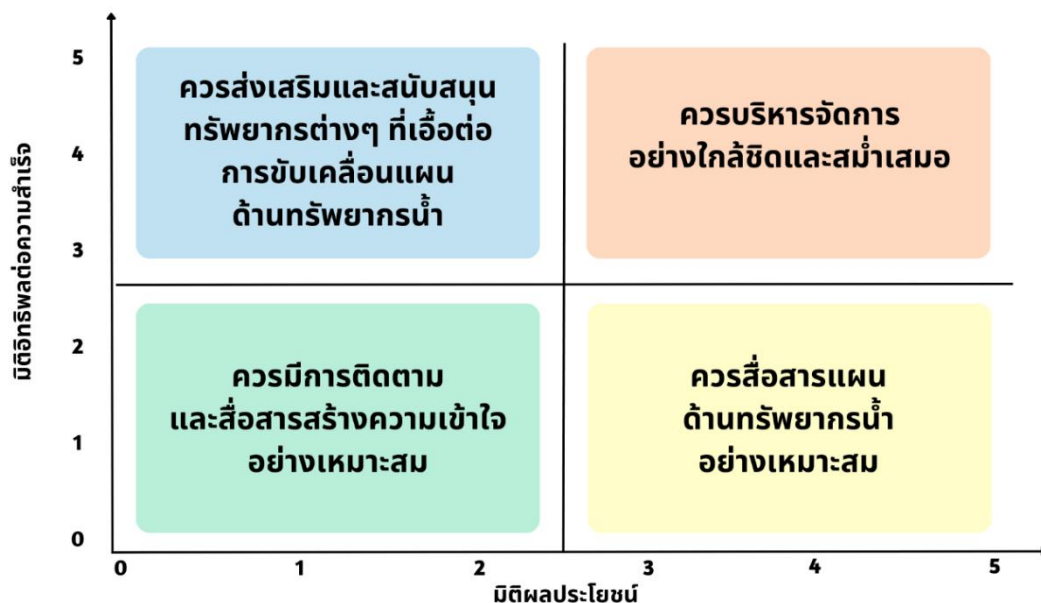 5
ควรส่งเสริมและสนับสนุน
ทรัพยากรต่างๆ ที่เอื้อต่อ
การขับเคลื่อนแผน
ด้านทรัพยากรน้ำ
ควรบริหารจัดการ
อย่างใกล้ชิดและสม่ำเสมอ
4
3
มิติอิทธิพลต่อความสำเร็จ
2
ควรมีการติดตาม
และสื่อสารสร้างความเข้าใจ
อย่างเหมาะสม
ควรสื่อสารแผน
ด้านทรัพยากรน้ำ
อย่างเหมาะสม
1
0
0 1 2 3 4 5
มิติผลประโยชน์